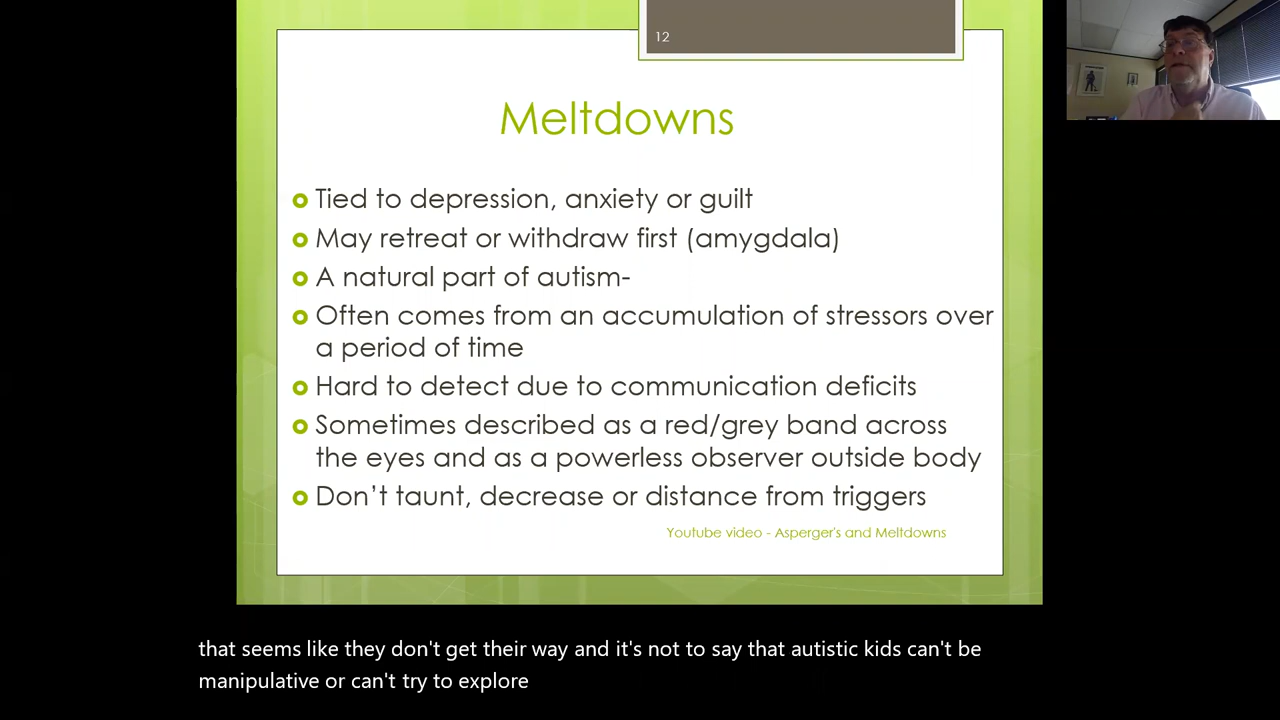 12
Meltdowns
Tied to depression, anxiety or guilt
May retreat or withdraw first (amygdala)
A natural part of autism-
Often comes from an accumulation of stressors over
a period of time
Hard to detect due to communication deficits
Sometimes described as a red/grey band across
the eyes and as a powerless observer outside body
Don't taunt, decrease or distance from triggers
Youtube video - Asperger's and Meltdowns
that seems like they don't get their way and it's not to say that autistic kids can't be
manipulative or can't try to explore